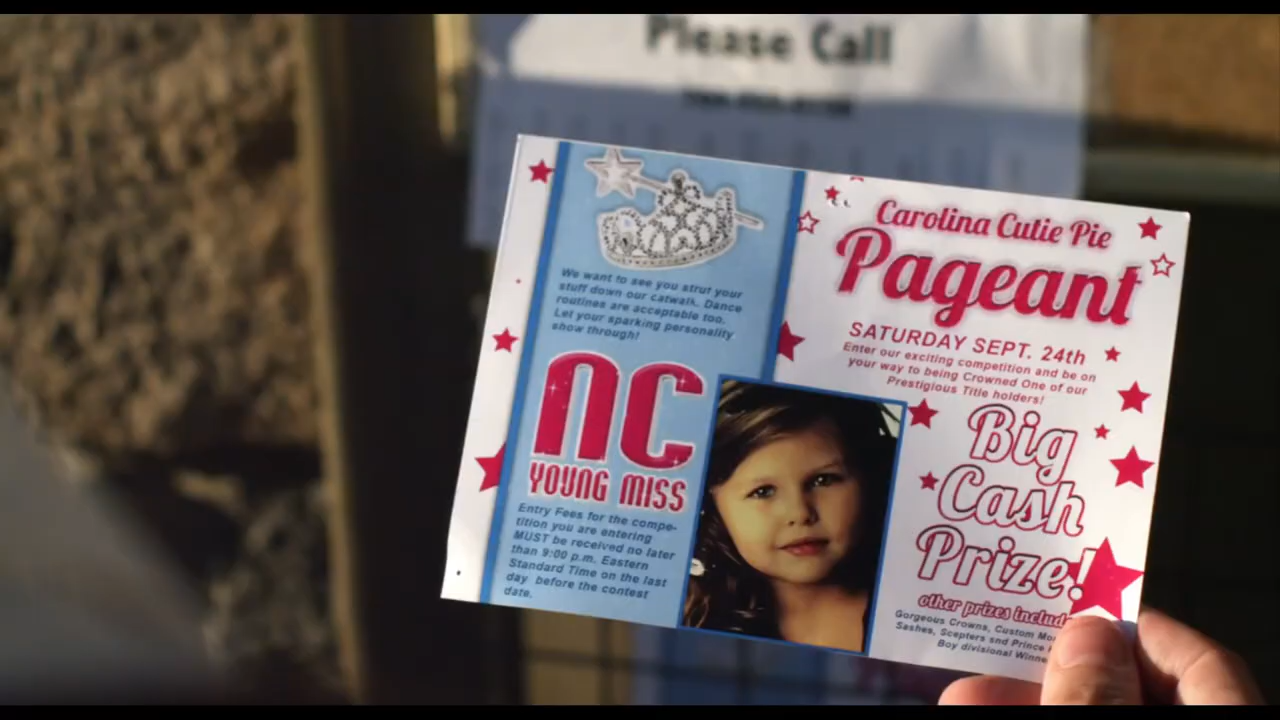 Please Call
We want to see you strut your
stuff down our catwalk. Dance
routines are acceptable too.
Let your sparking personality
show through!
NC
YOUNG MISS
Entry Fees for the compe-
tition you are entering
MUST be received no later
than 9:00 p.m. Eastern
Standard Time on the last
day before the contest
date.
Carolina Cutie Pie
Pageant
SATURDAY SEPT. 24th
Enter our exciting competition and be on
your way to being Crowned One of our
Prestigious Title holders!
Big
Cash
Prize!
other prizes include
Gorgeous Crowns, Custom
Sashes, Scepters snd Prince
Boy divisional